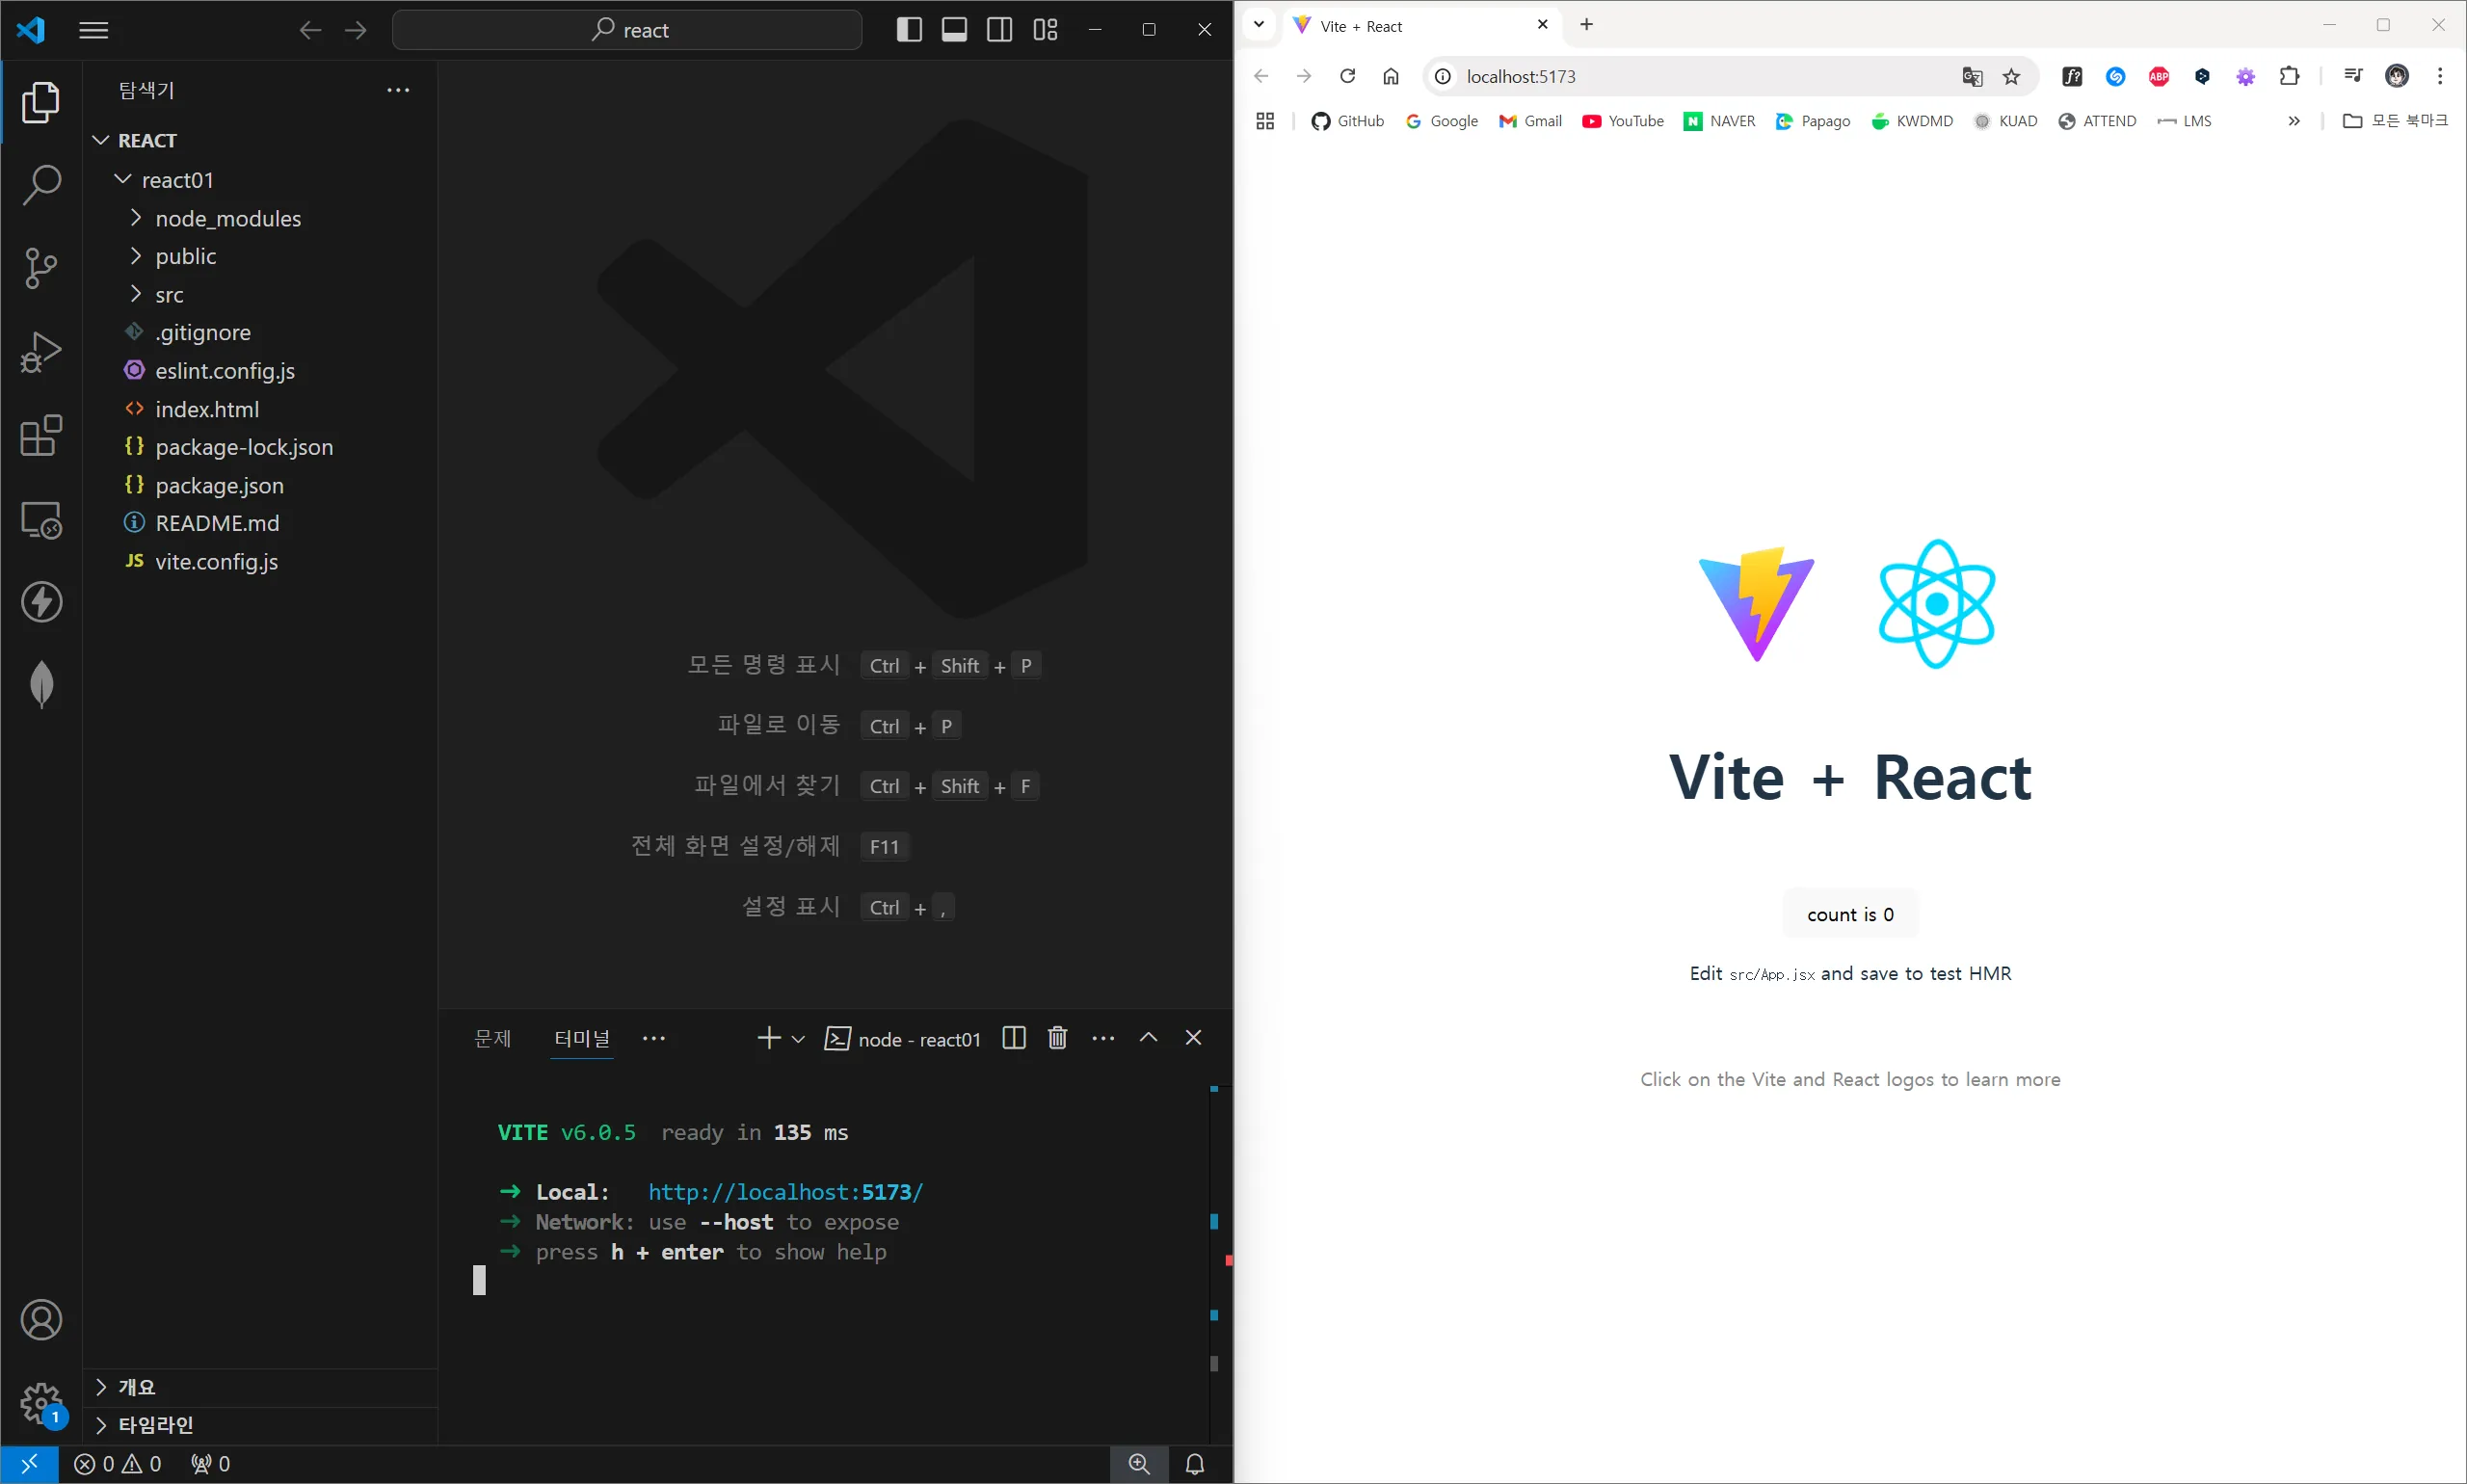 react
탐색기
REACT
react01
node_modules
public
src
.gitignore
eslint.config.js
index.html
{} package-lock.json
{} package.json
README.md
JS vite.config.js
개요
타임라인
모든 명령 표시 Ctrl + Shift + P
파일로 이동 Ctrl + P
파일에서 찾기 Ctrl + Shift + F
전체 화면 설정/해제 F11
설정 표시 Ctrl + ,
문제 터미널 node - react01
VITE v6.0.5 ready in 135 ms
➜ Local: http://localhost:5173/
➜ Network: use --host to expose
➜ press h + enter to show help
1
0 0 0
Vite + React
localhost:5173
f? ABP
GitHub Google Gmail YouTube N NAVER Papago KWDMD KUAD ATTEND LMS » 모든 북마크
Vite + React
count is 0
Edit src/App.jsx and save to test HMR
Click on the Vite and React logos to learn more